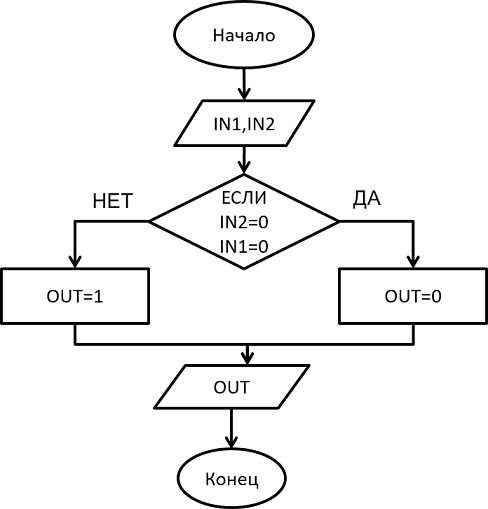 Начало
IN1,IN2
НЕТ
ЕСЛИ
IN2=0
IN1=0
ДА
OUT=1
OUT=0
OUT
Конец